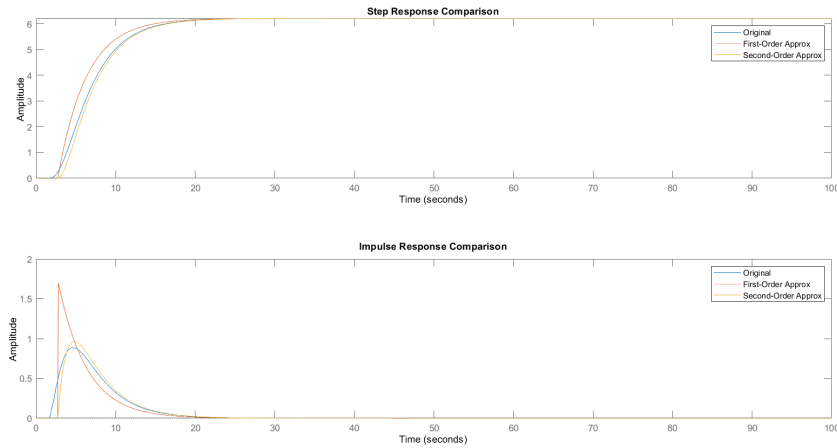 Step Response Comparison
6
5
4
3
2
1
0
Amplitude
Original
First-Order Approx
Second-Order Approx
0 10 20 30 40 50 60 70 80 90 100
Time (seconds)
Impulse Response Comparison
2
1.5
1
0.5
0
Amplitude
Original
First-Order Approx
Second-Order Approx
0 10 20 30 40 50 60 70 80 90 100
Time (seconds)